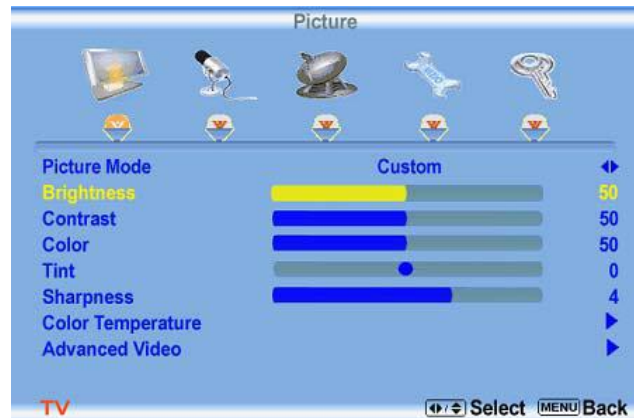 Picture
Picture Mode Custom
Brightness 50
Contrast 50
Color 50
Tint 0
Sharpness 4
Color Temperature
Advanced Video
TV Select MENU Back